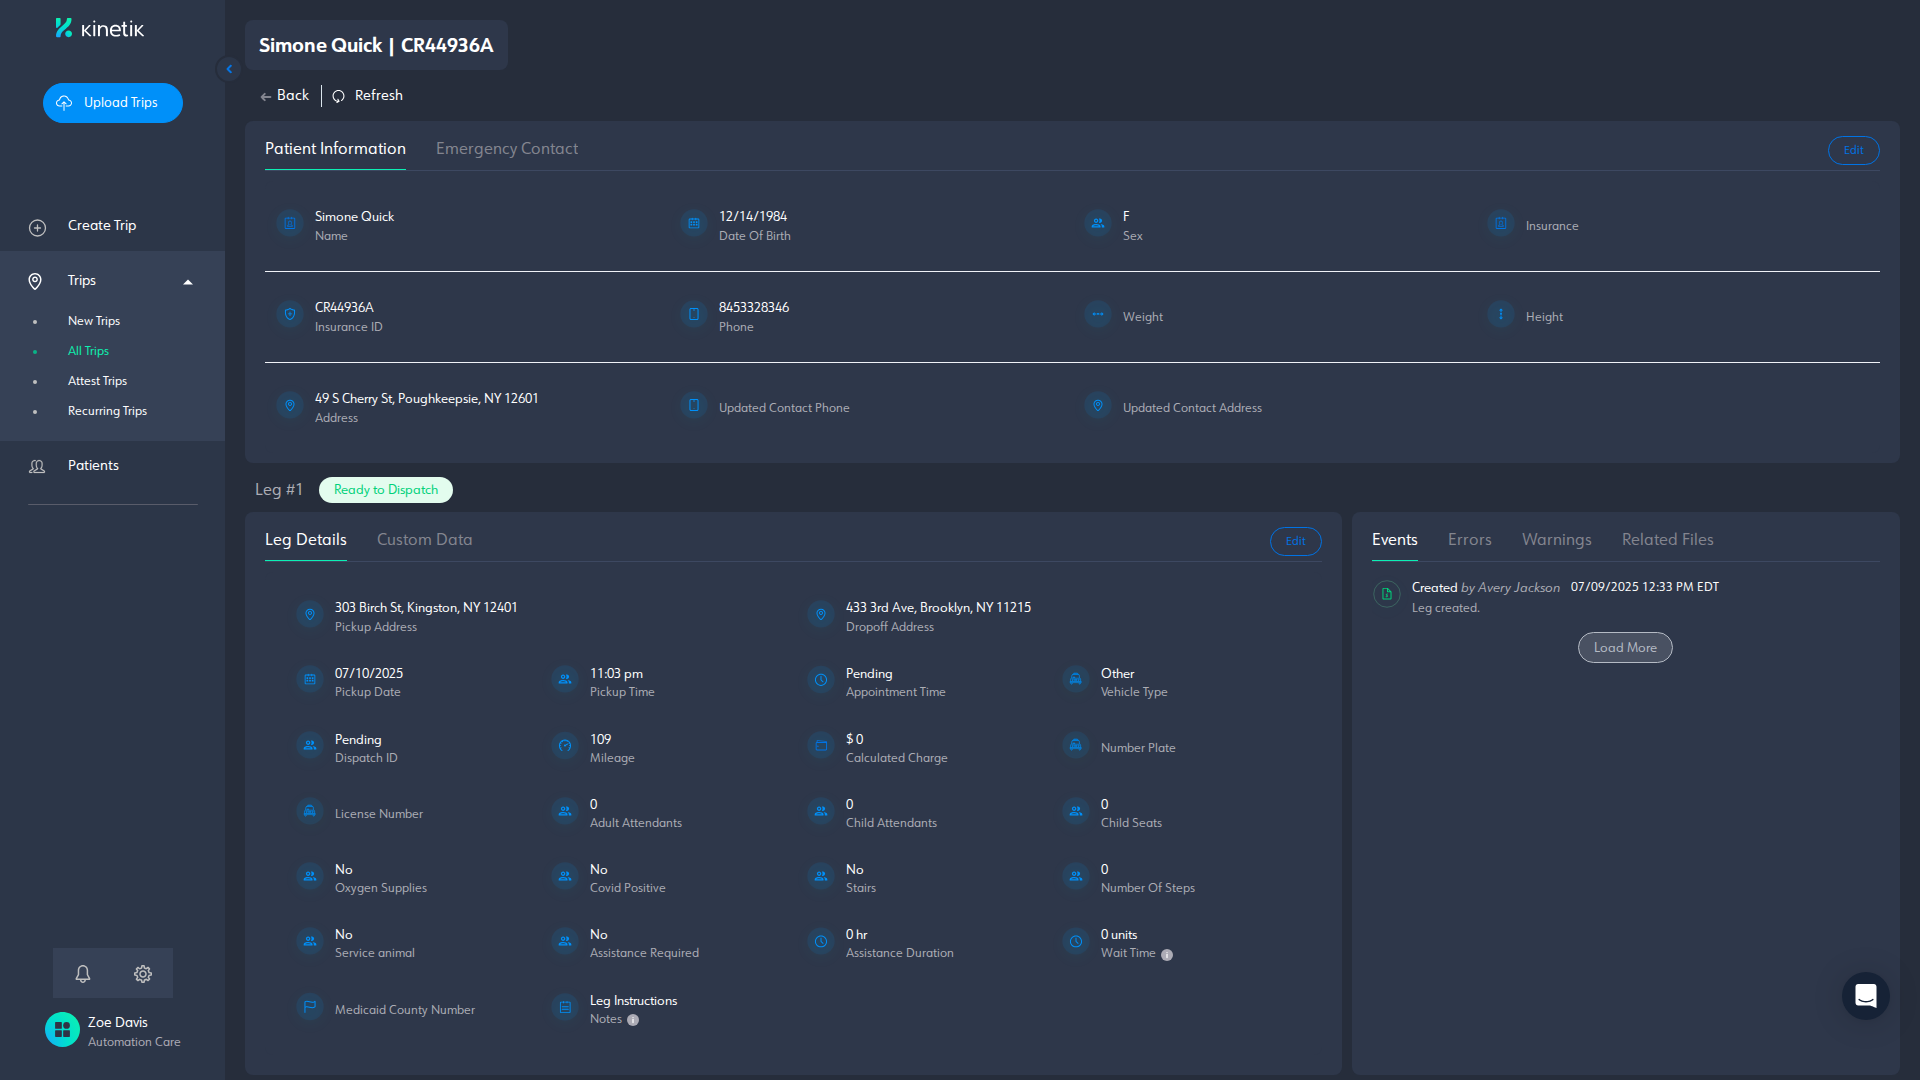 kinetik
Upload Trips
Create Trip
Trips
New Trips
All Trips
Attest Trips
Recurring Trips
Patients
Zoe Davis
Automation Care
Simone Quick | CR44936A
Back
Refresh
Patient Information
Emergency Contact
Edit
Simone Quick
Name
12/14/1984
Date Of Birth
F
Sex
Insurance
CR44936A
Insurance ID
8453328346
Phone
Weight
Height
49 S Cherry St, Poughkeepsie, NY 12601
Address
Updated Contact Phone
Updated Contact Address
Leg #1
Ready to Dispatch
Leg Details
Custom Data
Edit
303 Birch St, Kingston, NY 12401
Pickup Address
433 3rd Ave, Brooklyn, NY 11215
Dropoff Address
07/10/2025
Pickup Date
11:03 pm
Pickup Time
Pending
Appointment Time
Other
Vehicle Type
Pending
Dispatch ID
109
Mileage
$ 0
Calculated Charge
Number Plate
License Number
0
Adult Attendants
0
Child Attendants
0
Child Seats
No
Oxygen Supplies
No
Covid Positive
No
Stairs
0
Number Of Steps
No
Service animal
No
Assistance Required
0 hr
Assistance Duration
0 units
Wait Time
Medicaid County Number
Leg Instructions
Notes
Events
Errors
Warnings
Related Files
Created by Avery Jackson 07/09/2025 12:33 PM EDT
Leg created.
Load More